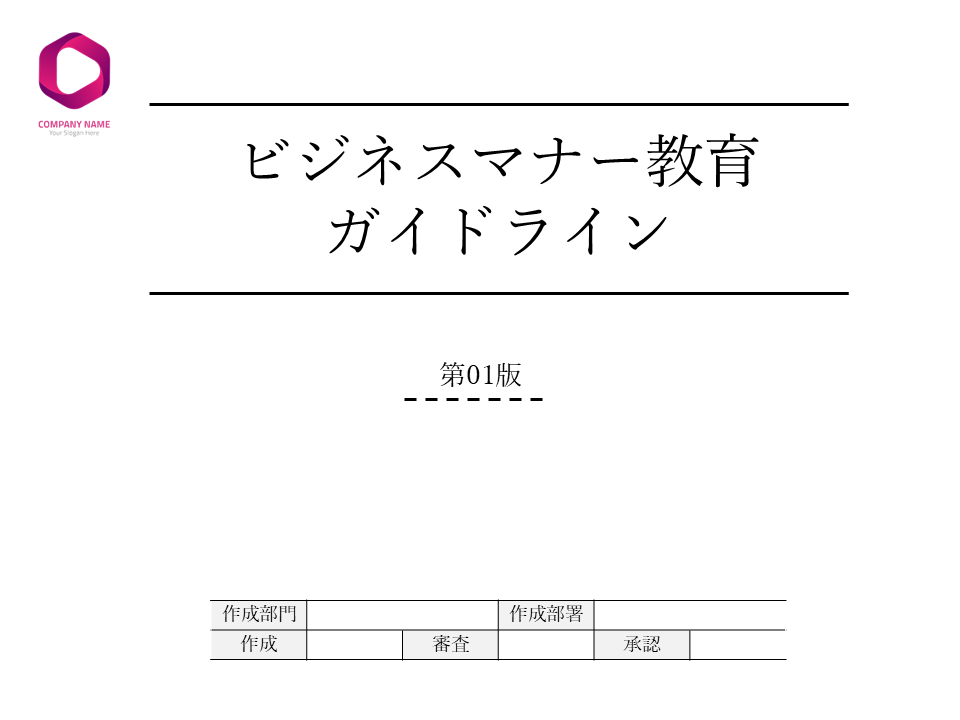 COMPANY NAME
Your Slogan Here
ビジネスマナー教育
ガイドライン
第01版
作成部門 作成部署
作成 審査 承認